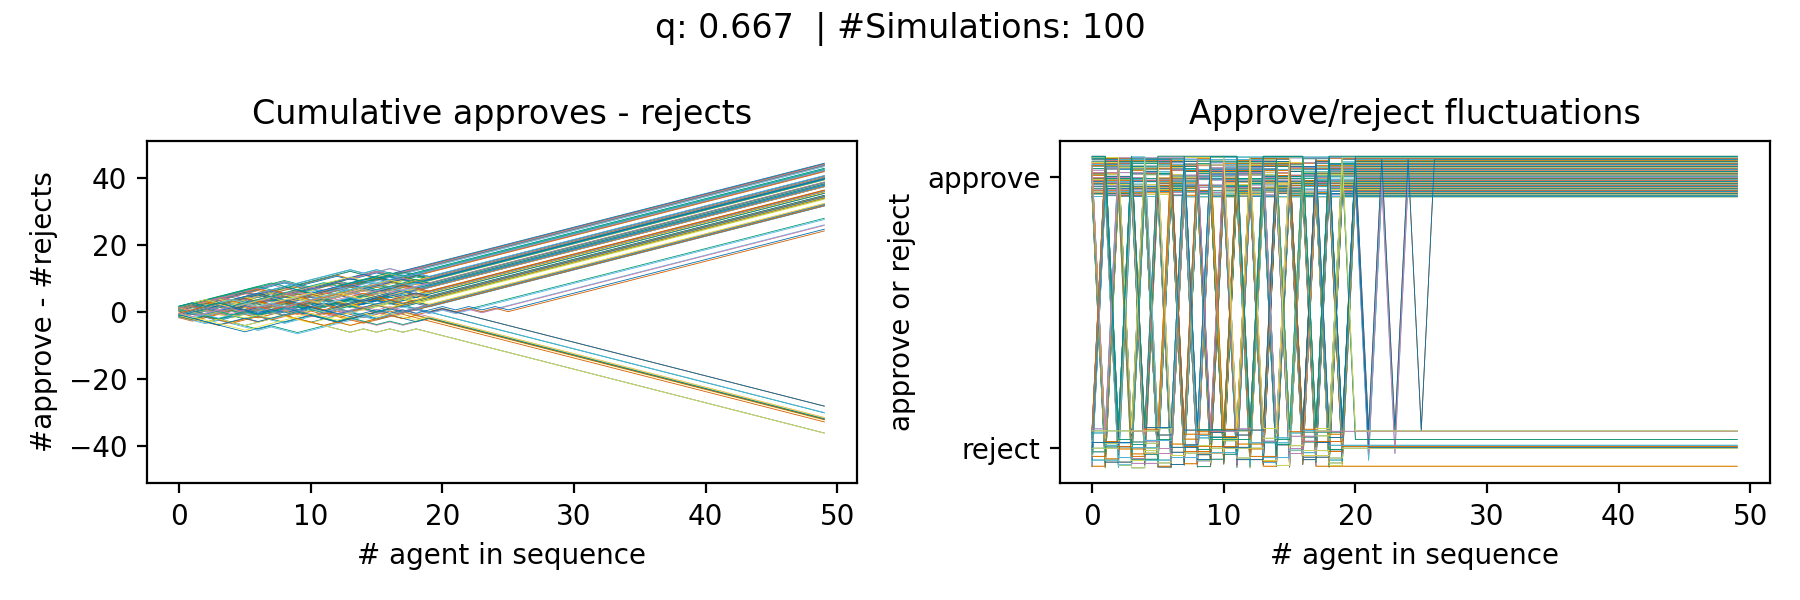 q: 0.667 | #Simulations: 100
Cumulative approves - rejects
#approve - #rejects
40
20
0
−20
−40
0 10 20 30 40 50
# agent in sequence
Approve/reject fluctuations
approve or reject
approve
reject
0 10 20 30 40 50
# agent in sequence